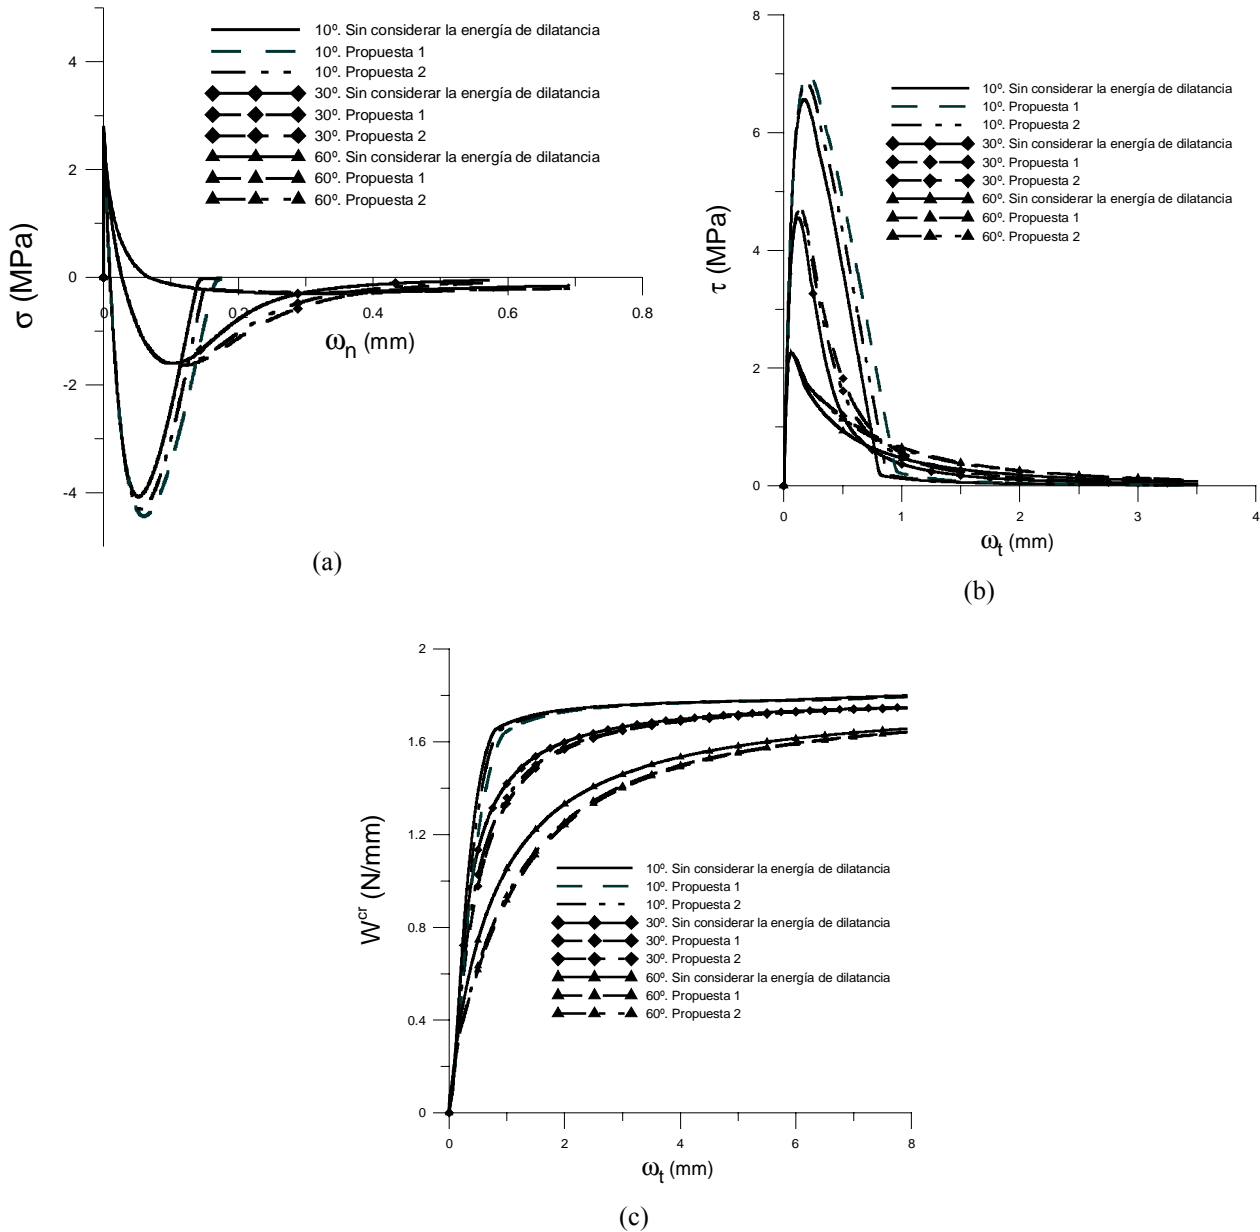 10º. Sin considerar la energía de dilatancia
10º. Propuesta 1
10º. Propuesta 2
30º. Sin considerar la energía de dilatancia
30º. Propuesta 1
30º. Propuesta 2
60º. Sin considerar la energía de dilatancia
60º. Propuesta 1
60º. Propuesta 2
4
2
0
-2
-4
σ (MPa)
0 0.2 0.4 0.6 0.8
ωn (mm)
(a)
10º. Sin considerar la energía de dilatancia
10º. Propuesta 1
10º. Propuesta 2
30º. Sin considerar la energía de dilatancia
30º. Propuesta 1
30º. Propuesta 2
60º. Sin considerar la energía de dilatancia
60º. Propuesta 1
60º. Propuesta 2
8
6
4
2
0
τ (MPa)
0 1 2 3 4
ωt (mm)
(b)
2
1.6
1.2
0.8
0.4
0
W^cr (N/mm)
10º. Sin considerar la energía de dilatancia
10º. Propuesta 1
10º. Propuesta 2
30º. Sin considerar la energía de dilatancia
30º. Propuesta 1
30º. Propuesta 2
60º. Sin considerar la energía de dilatancia
60º. Propuesta 1
60º. Propuesta 2
0 2 4 6 8
ωt (mm)
(c)